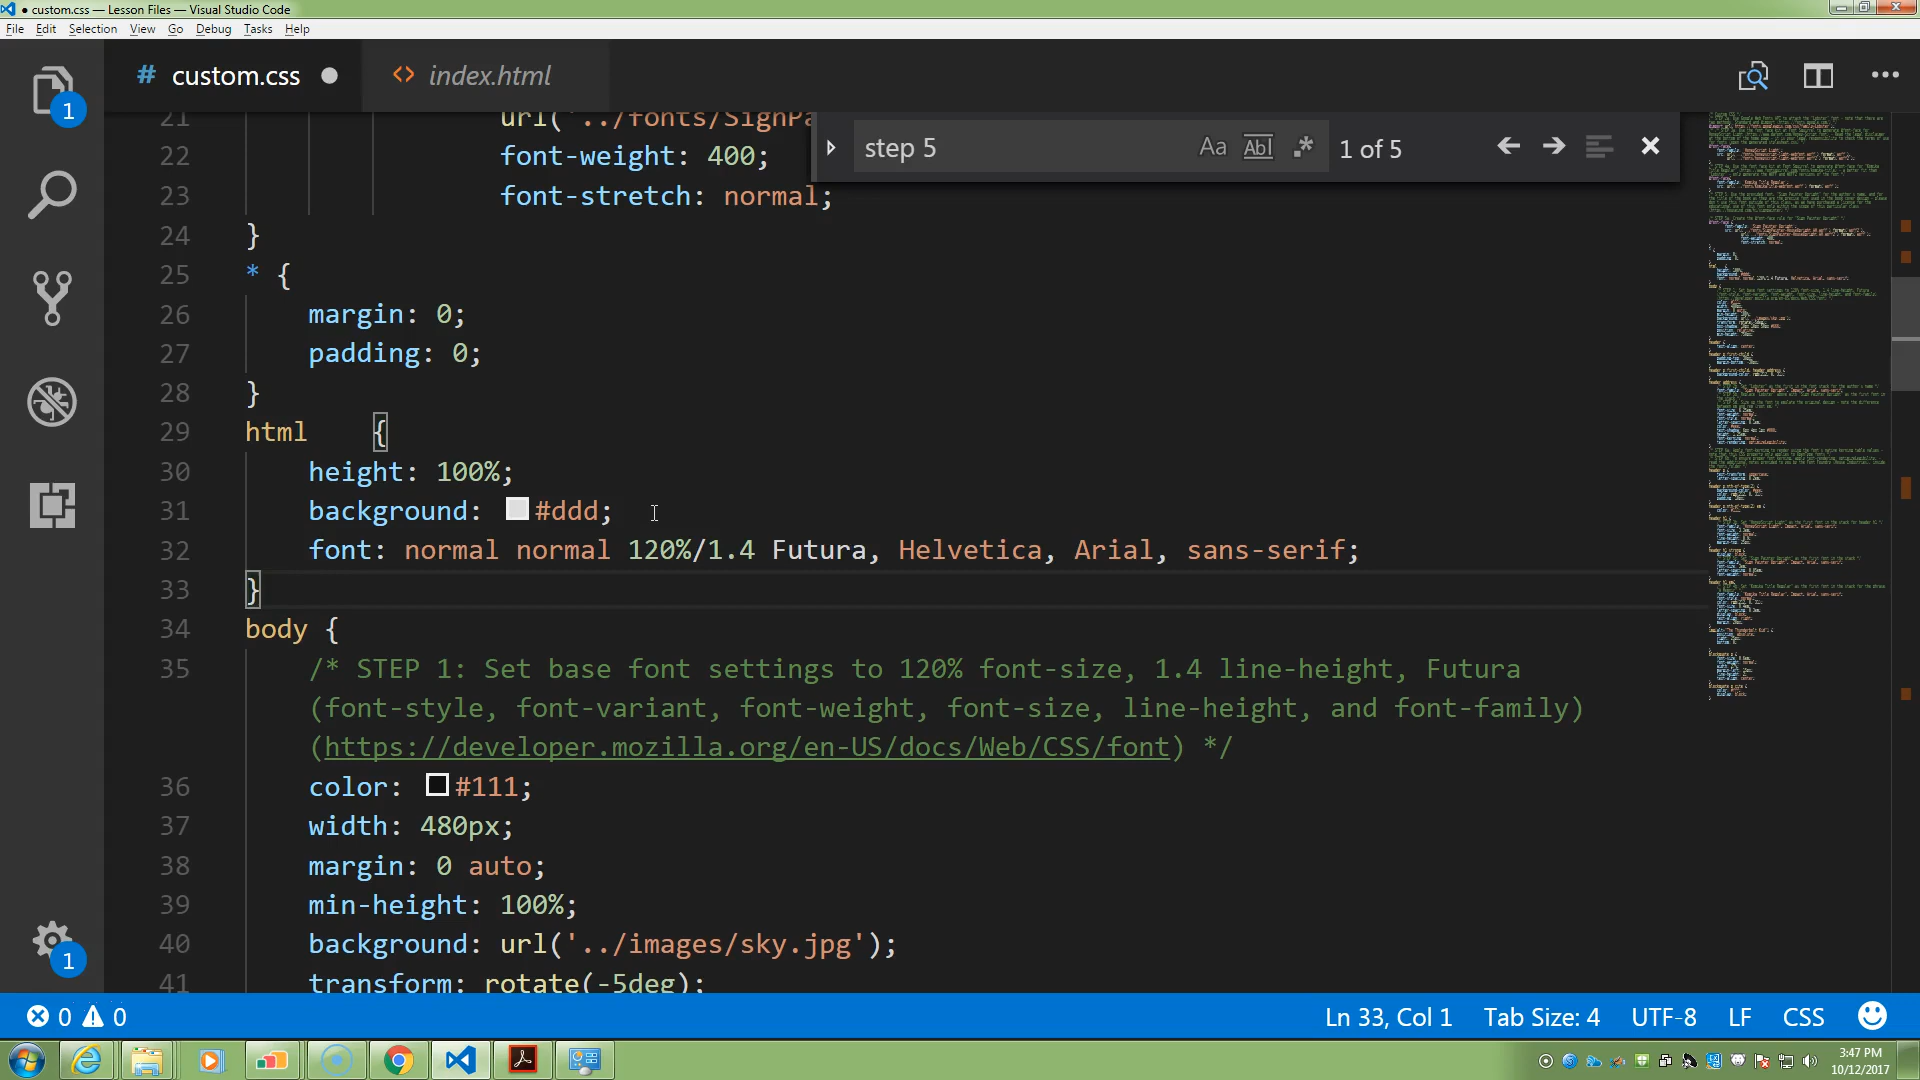 ● custom.css — Lesson Files — Visual Studio Code
File Edit Selection View Go Debug Tasks Help
# custom.css ● <> index.html
1
step 5 Aa Abl .* 1 of 5
21 url('../fonts/SignPa
22 font-weight: 400;
23 font-stretch: normal;
24 }
25 * {
26 margin: 0;
27 padding: 0;
28 }
29 html {
30 height: 100%;
31 background: #ddd;
32 font: normal normal 120%/1.4 Futura, Helvetica, Arial, sans-serif;
33 }
34 body {
35 /* STEP 1: Set base font settings to 120% font-size, 1.4 line-height, Futura
(font-style, font-variant, font-weight, font-size, line-height, and font-family)
(https://developer.mozilla.org/en-US/docs/Web/CSS/font) */
36 color: #111;
37 width: 480px;
38 margin: 0 auto;
39 min-height: 100%;
40 background: url('../images/sky.jpg');
41 transform: rotate(-5deg);
1
0 0 Ln 33, Col 1 Tab Size: 4 UTF-8 LF CSS
3:47 PM
10/12/2017